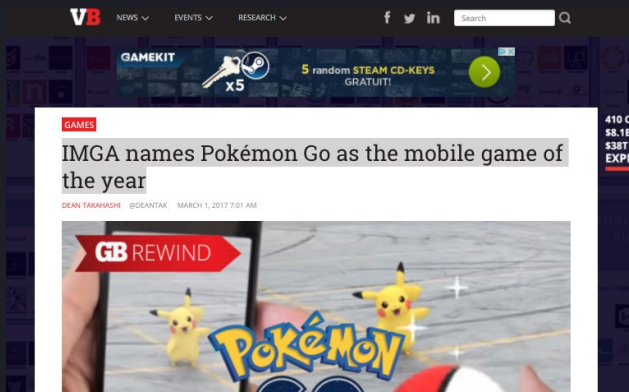 VB NEWS EVENTS RESEARCH f in Search
GAMEKIT
x5
5 random STEAM CD-KEYS
GRATUIT!
GAMES
410
$8.1
$38T
EXP
IMGA names Pokémon Go as the mobile game of
the year
DEAN TAKAHASHI @DEANTAK MARCH 1, 2017 7:01 AM
GB REWIND
POKÉMON
GO